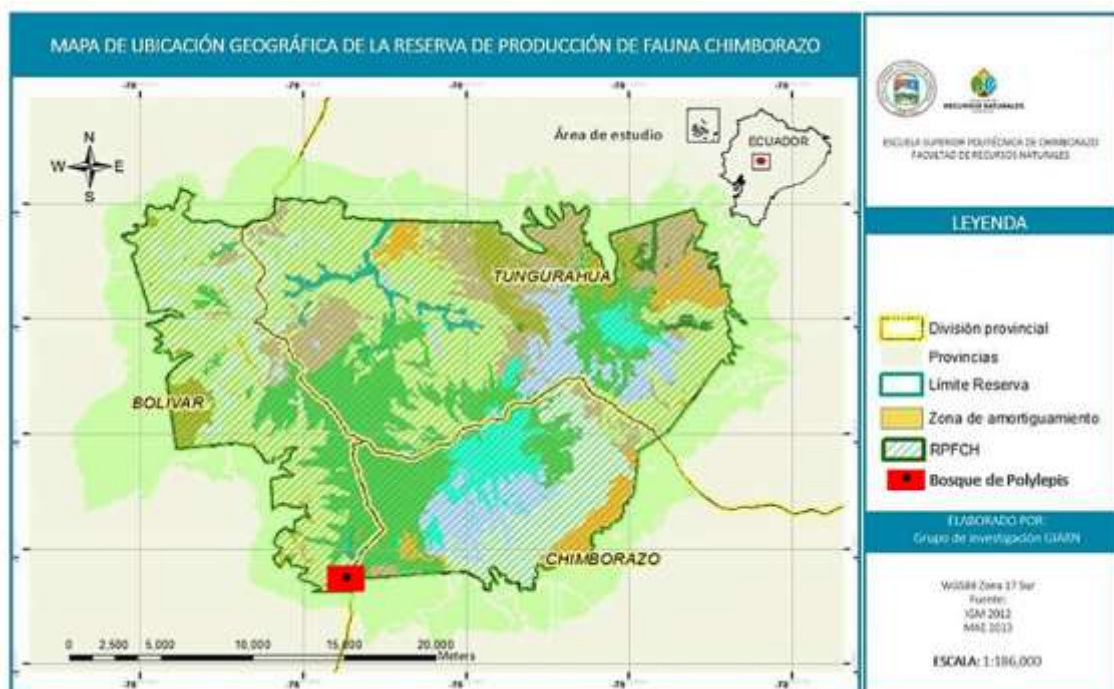 MAPA DE UBICACIÓN GEOGRÁFICA DE LA RESERVA DE PRODUCCIÓN DE FAUNA CHIMBORAZO
N
W E
S
Área de estudio
ECUADOR
TUNGURAHUA
BOLIVAR
CHIMBORAZO
0 2,500 5,000 10,000 15,000 20,000
Meters
RECURSOS NATURALES
ESCUELA SUPERIOR POLITÉCNICA DE CHIMBORAZO
FACULTAD DE RECURSOS NATURALES
LEYENDA
División provincial
Provincias
Límite Reserva
Zona de amortiguamiento
RPFCH
Bosque de Polylepis
ELABORADO POR:
Grupo de investigación GIARN
WGS84 Zona 17 Sur
Fuente:
IGM 2012
MAE 2013
ESCALA: 1:186,000